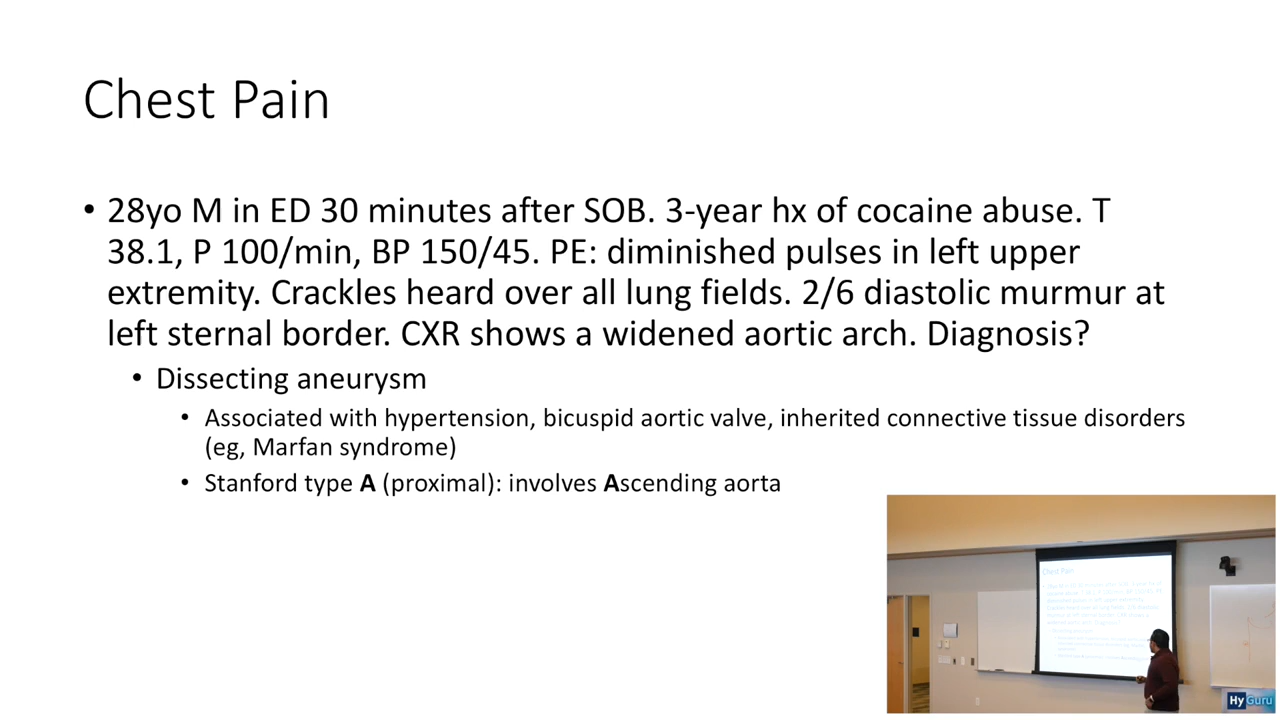 Chest Pain
• 28yo M in ED 30 minutes after SOB. 3-year hx of cocaine abuse. T
38.1, P 100/min, BP 150/45. PE: diminished pulses in left upper
extremity. Crackles heard over all lung fields. 2/6 diastolic murmur at
left sternal border. CXR shows a widened aortic arch. Diagnosis?
• Dissecting aneurysm
• Associated with hypertension, bicuspid aortic valve, inherited connective tissue disorders
(eg, Marfan syndrome)
• Stanford type A (proximal): involves Ascending aorta
Chest Pain
HyGuru